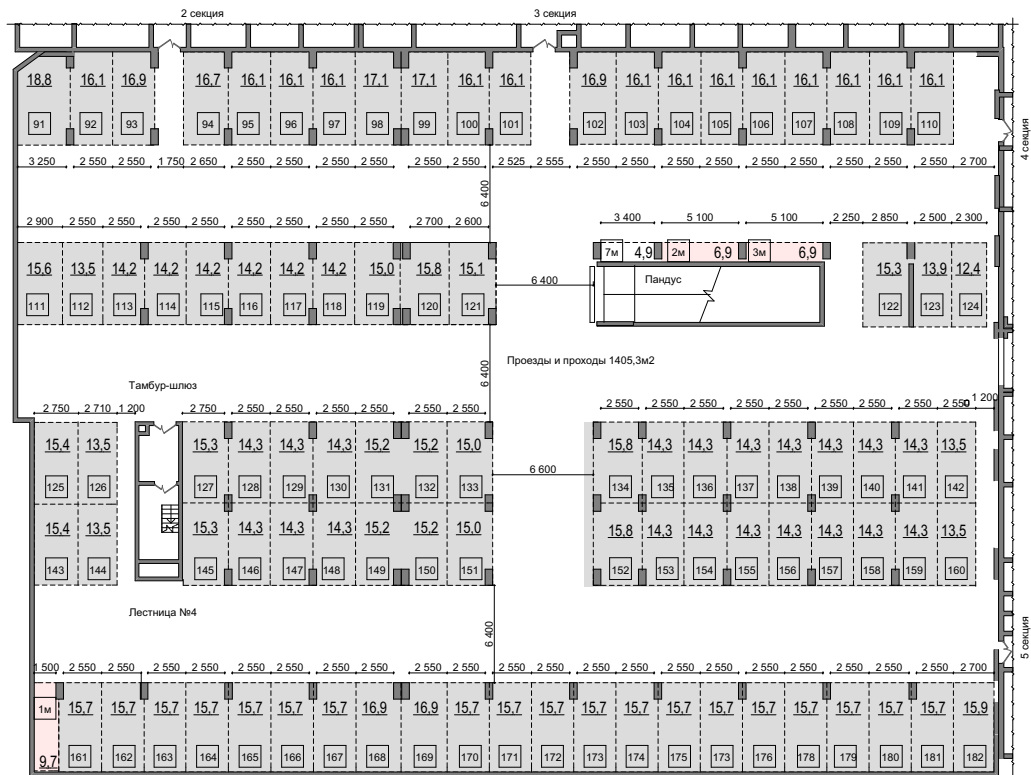 2 секция 3 секция
18,8 16,1 16,9 16,7 16,1 16,1 16,1 17,1 17,1 16,1 16,1 16,9 16,1 16,1 16,1 16,1 16,1 16,1 16,1 16,1
91 92 93 94 95 96 97 98 99 100 101 102 103 104 105 106 107 108 109 110
4 секция
3 250 2 550 2 550 1 750 2 650 2 550 2 550 2 550 2 550 2 550 2 550 2 525 2 555 2 550 2 550 2 550 2 550 2 550 2 550 2 550 2 550 2 550 2 700
6 400
2 900 2 550 2 550 2 550 2 550 2 550 2 550 2 550 2 700 2 600 3 400 5 100 5 100 2 250 2 850 2 500 2 300
7м 4,9 2м 6,9 3м 6,9
15,6 13,5 14,2 14,2 14,2 14,2 14,2 14,2 15,0 15,8 15,1 15,3 13,9 12,4
6 400 Пандус
111 112 113 114 115 116 117 118 119 120 121 122 123 124
Проезды и проходы 1405,3м2
6 400
Тамбур-шлюз
2 750 2 710 1 200 2 750 2 550 2 550 2 550 2 550 2 550 2 550 2 550 2 550 2 550 2 550 2 550 2 550 2 550 2 550 1 200
15,4 13,5 15,3 14,3 14,3 14,3 15,2 15,2 15,0 15,8 14,3 14,3 14,3 14,3 14,3 14,3 14,3 13,5
6 600
125 126 127 128 129 130 131 132 133 134 135 136 137 138 139 140 141 142
15,4 13,5 15,3 14,3 14,3 14,3 15,2 15,2 15,0 15,8 14,3 14,3 14,3 14,3 14,3 14,3 14,3 13,5
143 144 145 146 147 148 149 150 151 152 153 154 155 156 157 158 159 160
Лестница №4
6 400
5 секция
1 500 2 550 2 550 2 550 2 550 2 550 2 550 2 550 2 550 2 550 2 550 2 550 2 550 2 550 2 550 2 550 2 550 2 550 2 550 2 550 2 550 2 550 2 700
1м 15,7 15,7 15,7 15,7 15,7 15,7 15,7 16,9 16,9 15,7 15,7 15,7 15,7 15,7 15,7 15,7 15,7 15,7 15,7 15,7 15,7 15,9
9,7 161 162 163 164 165 166 167 168 169 170 171 172 173 174 175 173 178 179 180 181 182